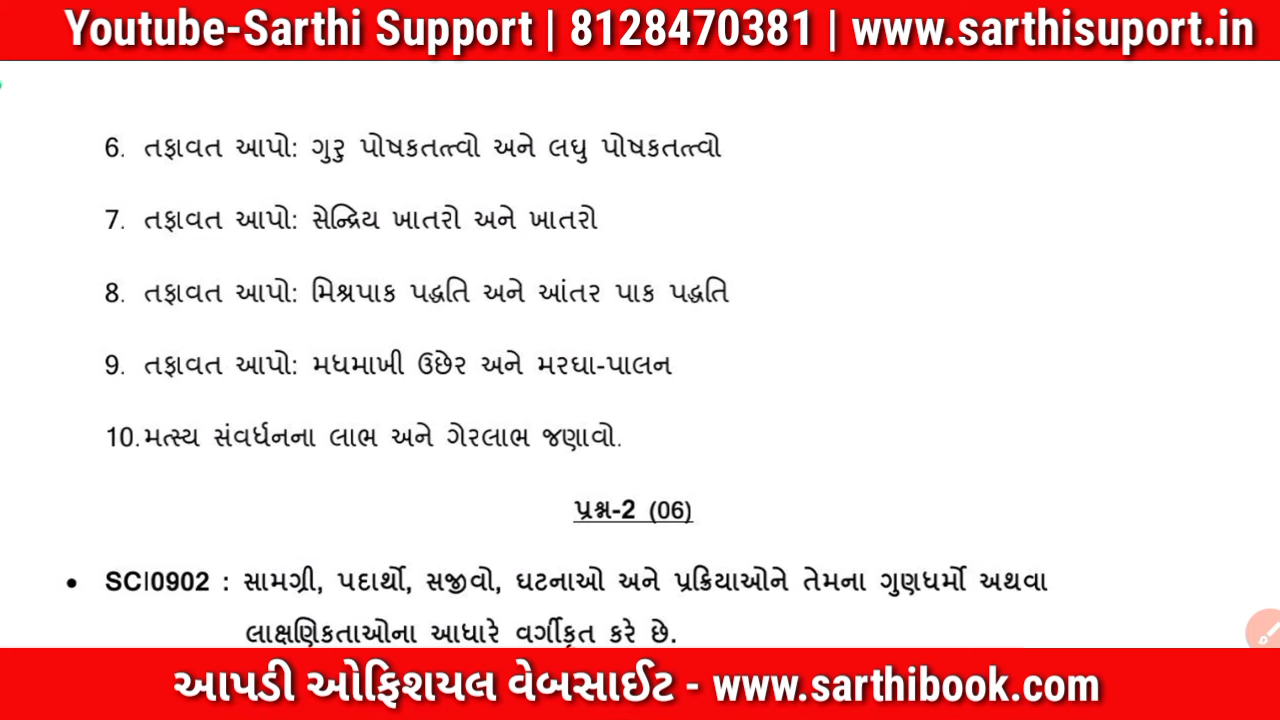 Youtube-Sarthi Support | 8128470381 | www.sarthisuport.in
6. તફાવત આપો: ગુરુ પોષકતત્ત્વો અને લઘુ પોષકતત્ત્વો
7. તફાવત આપો: સેન્દ્રિય ખાતરો અને ખાતરો
8. તફાવત આપો: મિશ્રપાક પદ્ધતિ અને આંતર પાક પદ્ધતિ
9. તફાવત આપો: મધમાખી ઉછેર અને મરઘા-પાલન
10. મત્સ્ય સંવર્ધનના લાભ અને ગેરલાભ જણાવો.
પ્રશ્ન-2 (06)
• SCI0902 : સામગ્રી, પદાર્થો, સજીવો, ઘટનાઓ અને પ્રક્રિયાઓને તેમના ગુણધર્મો અથવા
લાક્ષણિકતાઓના આધારે વર્ગીકૃત કરે છે.
આપડી ઓફિશયલ વેબસાઈટ - www.sarthibook.com